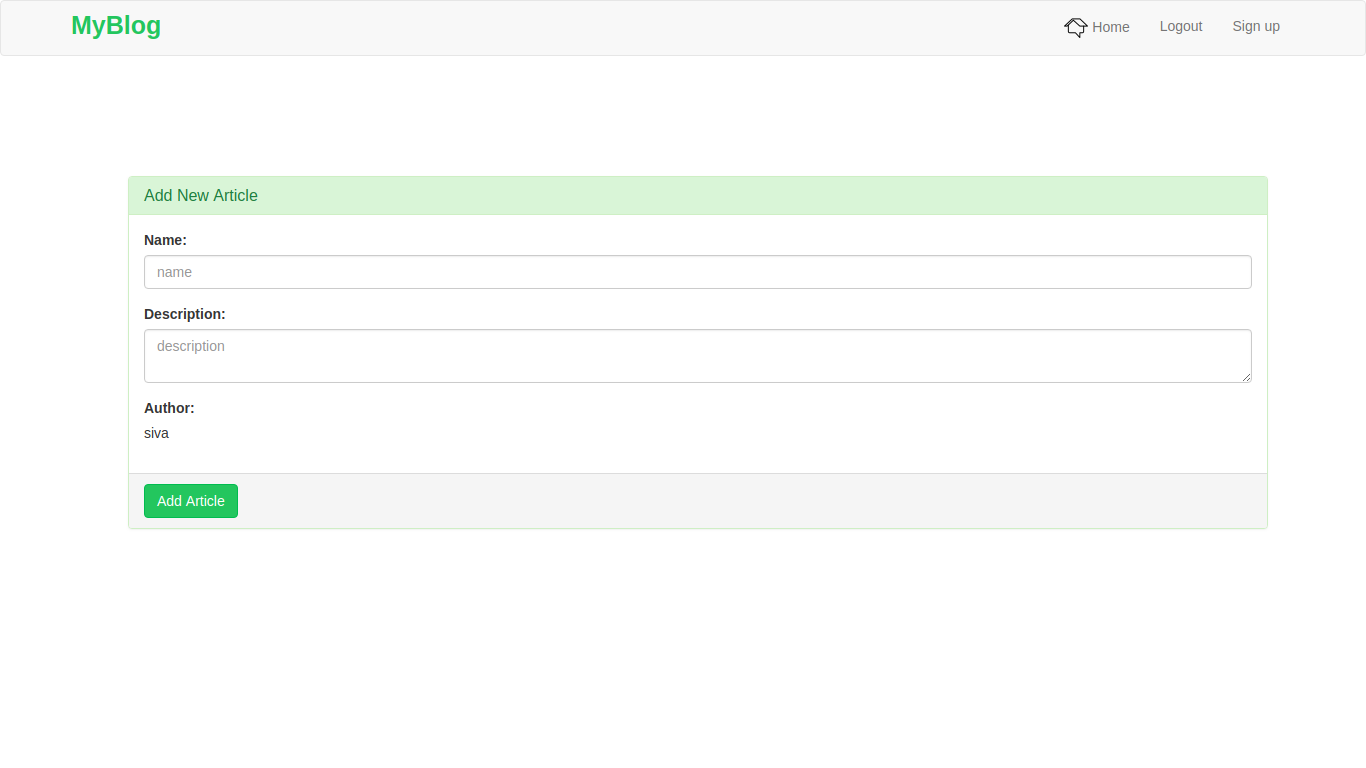 MyBlog
Home Logout Sign up
Add New Article
Name:
name
Description:
description
Author:
siva
Add Article